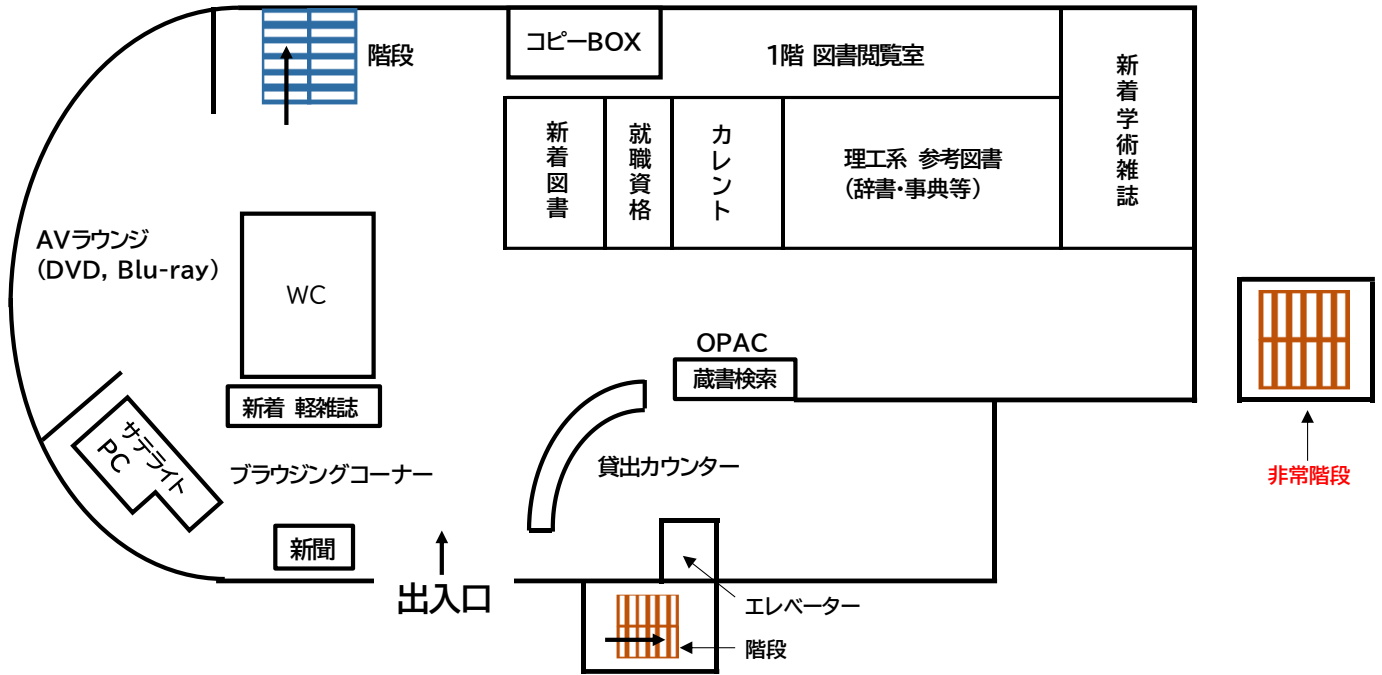 階段
コピーBOX
1階 図書閲覧室
新着学術雑誌
新着図書
就職資格
カレント
理工系 参考図書
(辞書・事典等)
AVラウンジ
(DVD, Blu-ray)
WC
OPAC
蔵書検索
新着 軽雑誌
サテライト
PC
ブラウジングコーナー
貸出カウンター
非常階段
新聞
出入口
エレベーター
階段